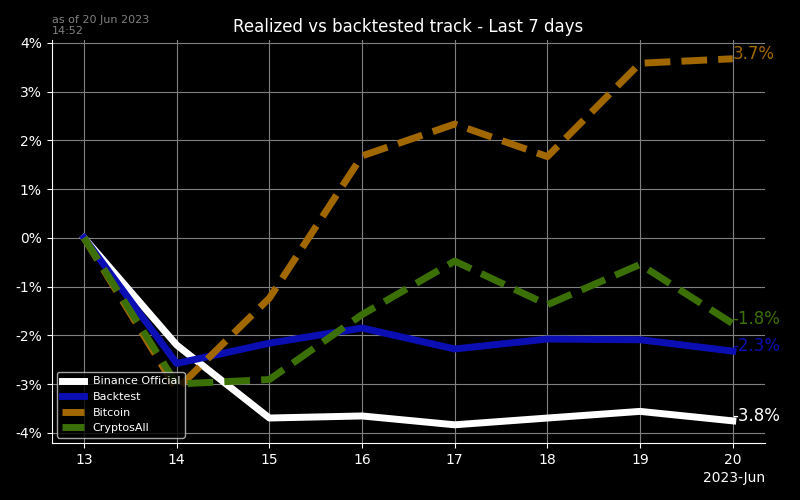 as of 20 Jun 2023
14:52
Realized vs backtested track - Last 7 days
4%
3%
2%
1%
0%
-1%
-2%
-3%
-4%
3.7%
-1.8%
-2.3%
-3.8%
Binance Official
Backtest
Bitcoin
CryptosAll
13 14 15 16 17 18 19 20
2023-Jun